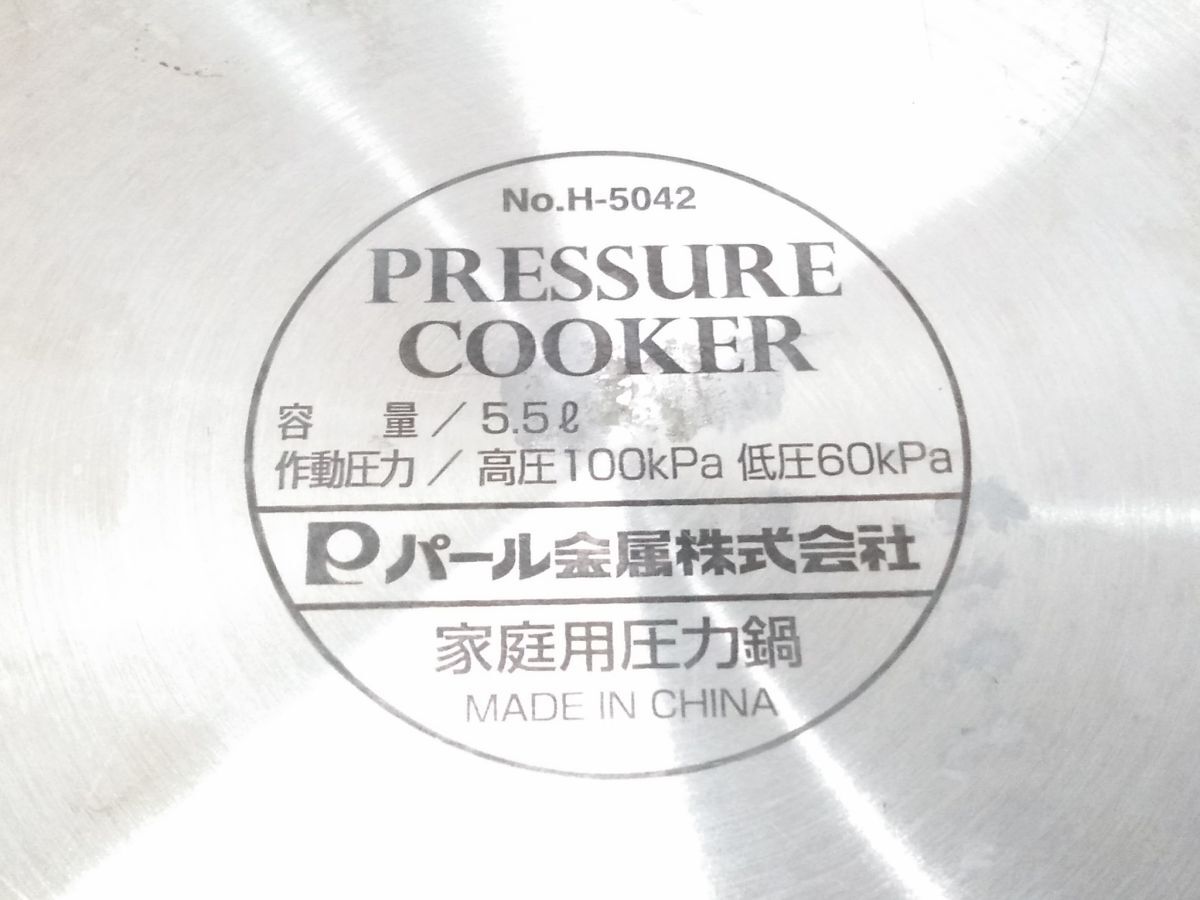 No.H-5042
PRESSURE
COOKER
容 量／5.5ℓ
作動圧力／高圧100kPa 低圧60kPa
パール金属株式会社
家庭用圧力鍋
MADE IN CHINA